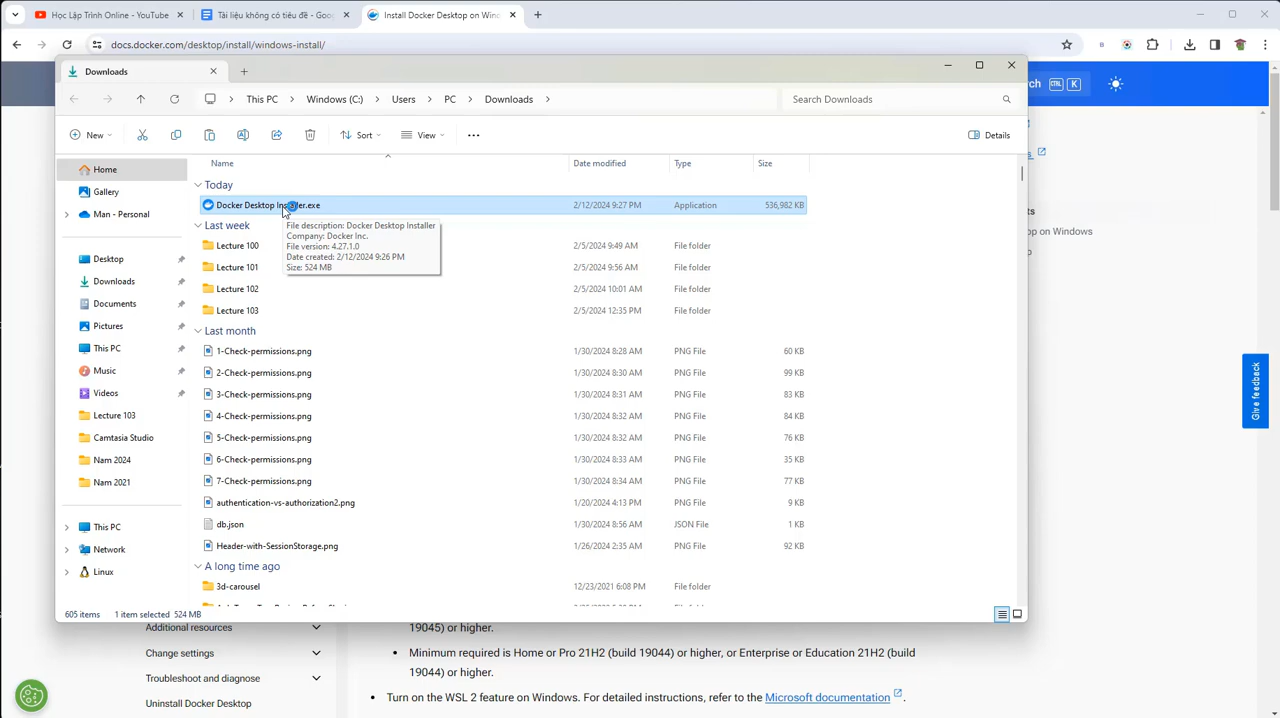 Học Lập Trình Online - YouTube
Tài liệu không có tiêu đề - Goo
Install Docker Desktop on Wind
docs.docker.com/desktop/install/windows-install/
B
Downloads
This PC > Windows (C:) > Users > PC > Downloads >
Search Downloads
rch CTRL K
New
Sort
View
Details
Home
Gallery
Man - Personal
Desktop
Downloads
Documents
Pictures
This PC
Music
Videos
Lecture 103
Camtasia Studio
Nam 2024
Nam 2021
This PC
Network
Linux
Name Date modified Type Size
Today
Docker Desktop Installer.exe 2/12/2024 9:27 PM Application 536,982 KB
File description: Docker Desktop Installer
Company: Docker Inc.
File version: 4.27.1.0
Date created: 2/12/2024 9:26 PM
Size: 524 MB
Last week
Lecture 100 2/5/2024 9:49 AM File folder
Lecture 101 2/5/2024 9:56 AM File folder
Lecture 102 2/5/2024 10:01 AM File folder
Lecture 103 2/5/2024 12:35 PM File folder
Last month
1-Check-permissions.png 1/30/2024 8:28 AM PNG File 60 KB
2-Check-permissions.png 1/30/2024 8:30 AM PNG File 99 KB
3-Check-permissions.png 1/30/2024 8:31 AM PNG File 83 KB
4-Check-permissions.png 1/30/2024 8:32 AM PNG File 84 KB
5-Check-permissions.png 1/30/2024 8:32 AM PNG File 76 KB
6-Check-permissions.png 1/30/2024 8:33 AM PNG File 35 KB
7-Check-permissions.png 1/30/2024 8:34 AM PNG File 77 KB
authentication-vs-authorization2.png 1/20/2024 4:13 PM PNG File 9 KB
db.json 1/30/2024 8:56 AM JSON File 1 KB
Header-with-SessionStorage.png 1/26/2024 2:35 AM PNG File 92 KB
A long time ago
3d-carousel 12/23/2021 6:08 PM File folder
605 items 1 item selected 524 MB
ts
op on Windows
Give feedback
Additional resources
Change settings
Troubleshoot and diagnose
Uninstall Docker Desktop
19045) or higher.
Minimum required is Home or Pro 21H2 (build 19044) or higher, or Enterprise or Education 21H2 (build
19044) or higher.
Turn on the WSL 2 feature on Windows. For detailed instructions, refer to the Microsoft documentation .